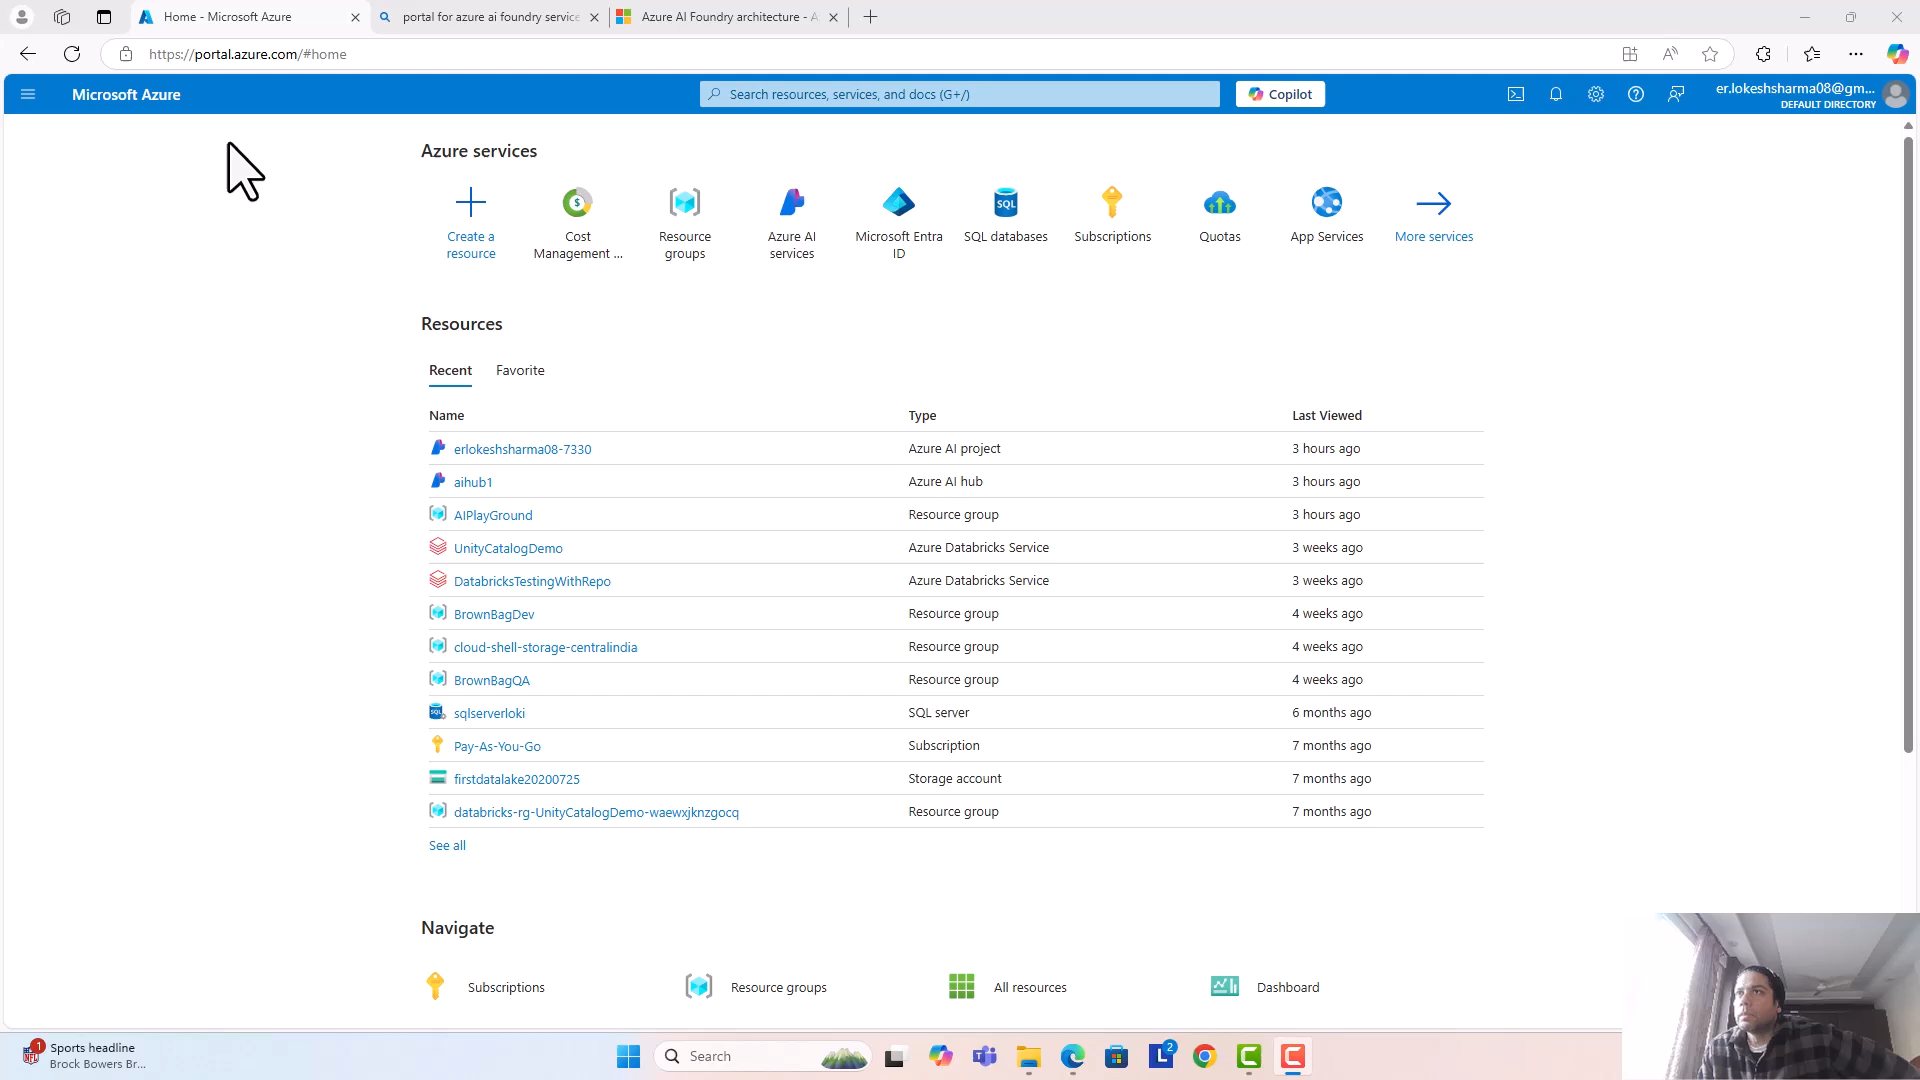 Home - Microsoft Azure
portal for azure ai foundry service
Azure AI Foundry architecture - A
https://portal.azure.com/#home
Microsoft Azure
Search resources, services, and docs (G+/)
Copilot
er.lokeshsharma08@gm...
DEFAULT DIRECTORY
Azure services
Create a
resource
Cost
Management ...
Resource
groups
Azure AI
services
Microsoft Entra
ID
SQL databases
Subscriptions
Quotas
App Services
More services
Resources
Recent
Favorite
Name Type Last Viewed
erlokeshsharma08-7330 Azure AI project 3 hours ago
aihub1 Azure AI hub 3 hours ago
AIPlayGround Resource group 3 hours ago
UnityCatalogDemo Azure Databricks Service 3 weeks ago
DatabricksTestingWithRepo Azure Databricks Service 3 weeks ago
BrownBagDev Resource group 4 weeks ago
cloud-shell-storage-centralindia Resource group 4 weeks ago
BrownBagQA Resource group 4 weeks ago
sqlserverloki SQL server 6 months ago
Pay-As-You-Go Subscription 7 months ago
firstdatalake20200725 Storage account 7 months ago
databricks-rg-UnityCatalogDemo-waewxjknzgocq Resource group 7 months ago
See all
Navigate
Subscriptions
Resource groups
All resources
Dashboard
1
Sports headline
Brock Bowers Br...
Search
2